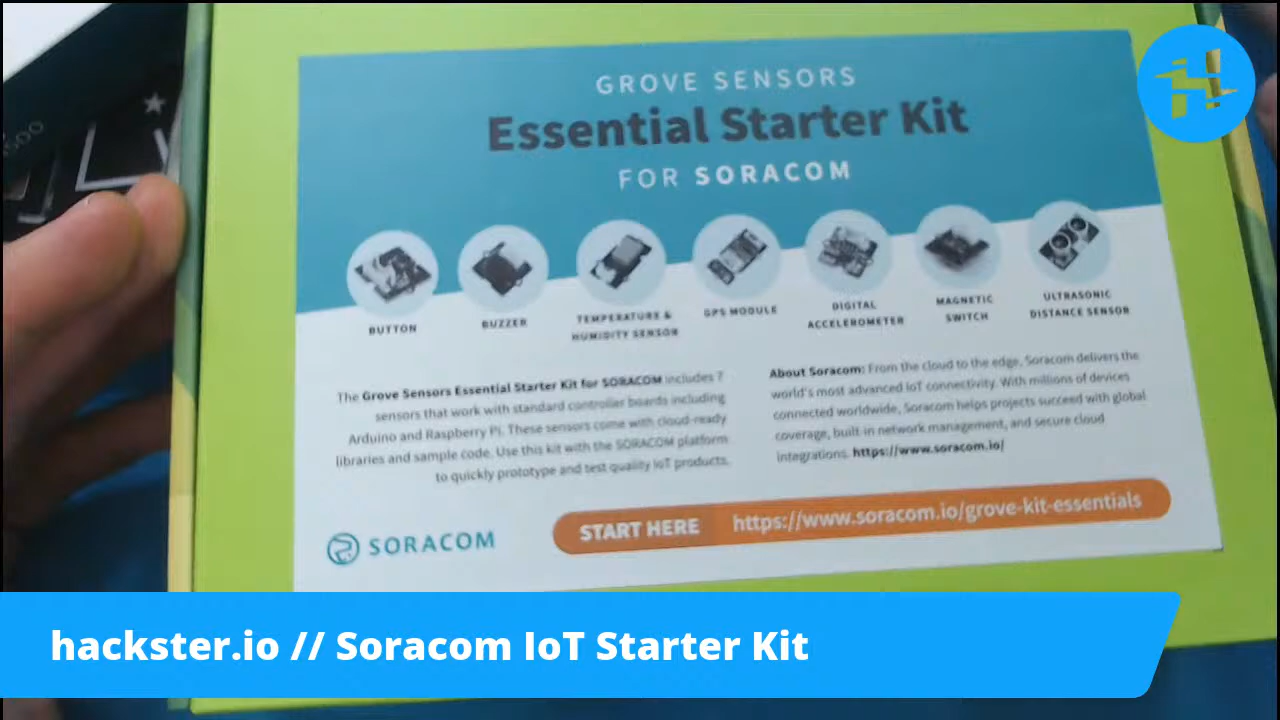 GROVE SENSORS
Essential Starter Kit
FOR SORACOM
BUTTON
BUZZER
TEMPERATURE &
HUMIDITY SENSOR
GPS MODULE
DIGITAL
ACCELEROMETER
MAGNETIC
SWITCH
ULTRASONIC
DISTANCE SENSOR
The Grove Sensors Essential Starter Kit for SORACOM includes 7
sensors that work with standard controller boards including
Arduino and Raspberry Pi. These sensors come with cloud-ready
libraries and sample code. Use this kit with the SORACOM platform
to quickly prototype and test quality IoT products.
About Soracom: From the cloud to the edge, Soracom delivers the
world's most advanced IoT connectivity. With millions of devices
connected worldwide, Soracom helps projects succeed with global
coverage, built-in network management, and secure cloud
integrations. https://www.soracom.io/
SORACOM
START HERE https://www.soracom.io/grove-kit-essentials
hackster.io // Soracom IoT Starter Kit